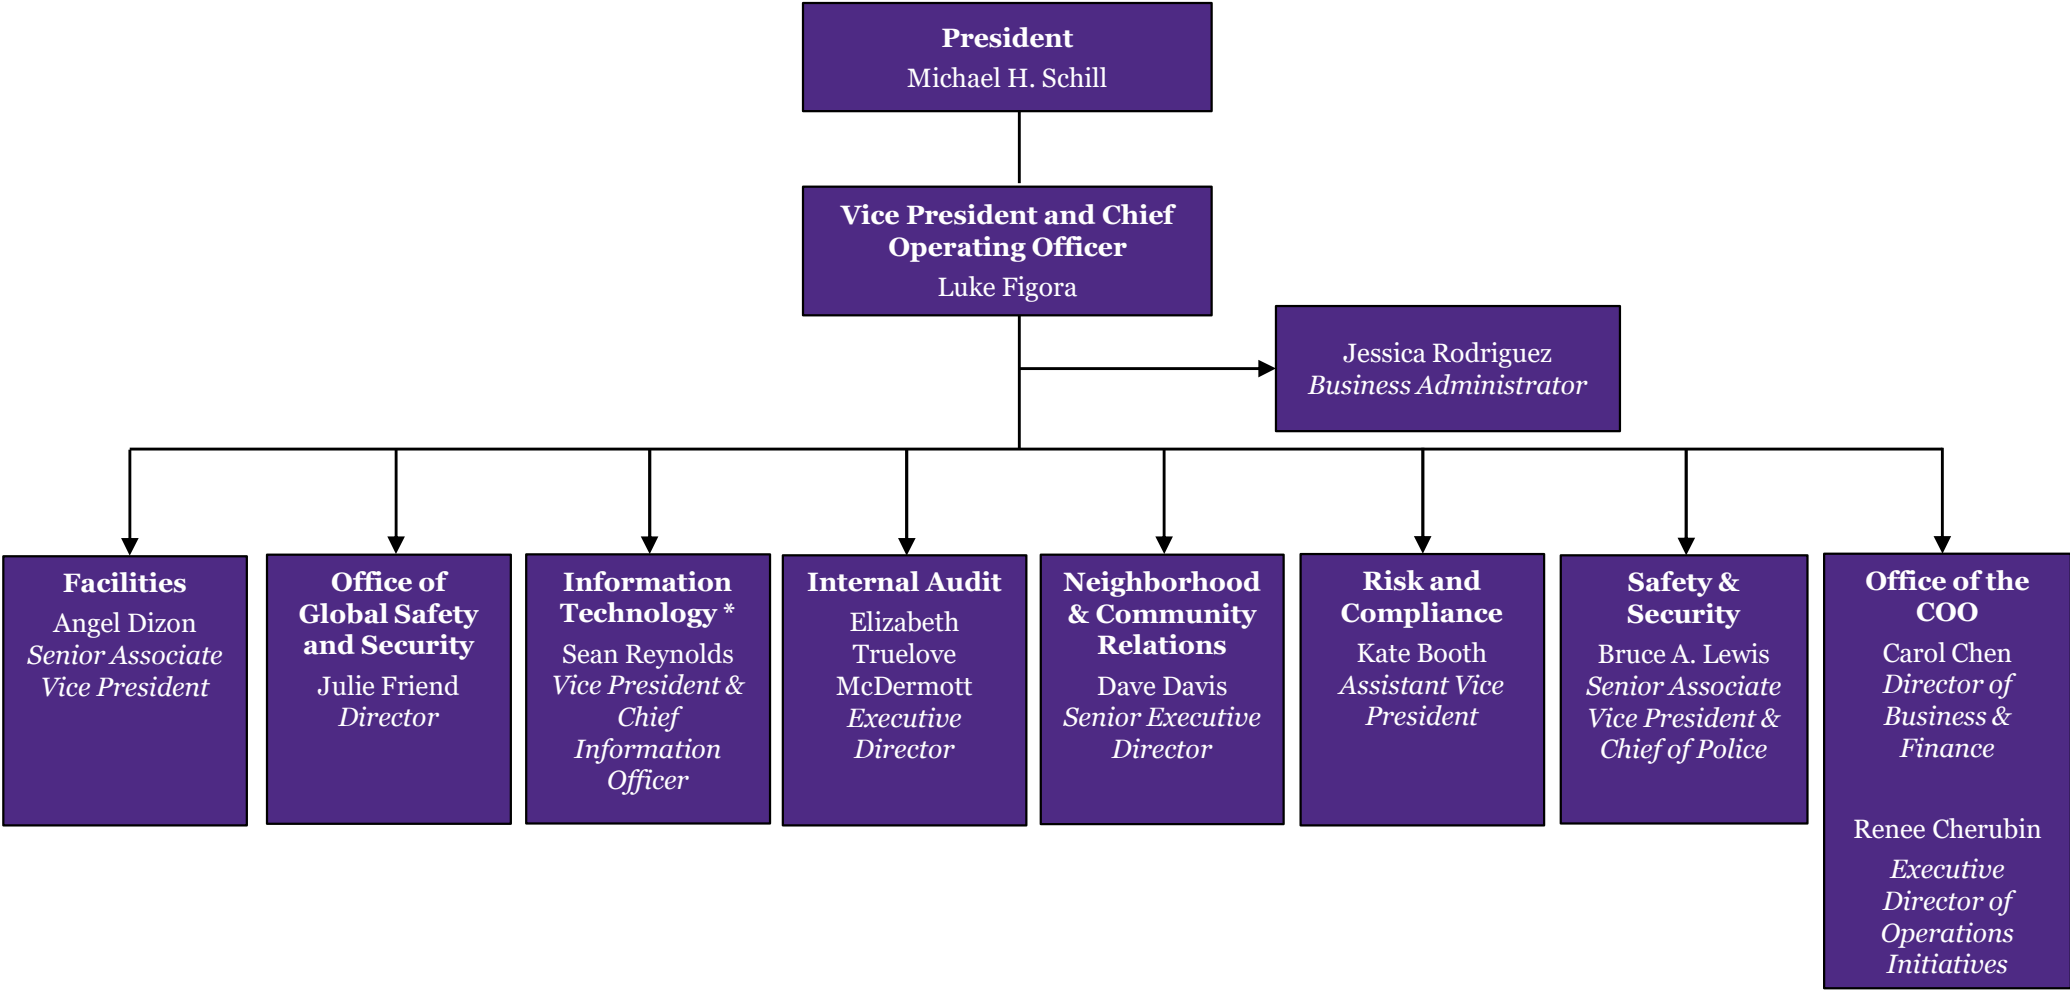 President
Michael H. Schill
Vice President and Chief
Operating Officer
Luke Figora
Jessica Rodriguez
Business Administrator
Facilities
Angel Dizon
Senior Associate
Vice President
Office of
Global Safety
and Security
Julie Friend
Director
Information
Technology *
Sean Reynolds
Vice President &
Chief
Information
Officer
Internal Audit
Elizabeth
Truelove
McDermott
Executive
Director
Neighborhood
& Community
Relations
Dave Davis
Senior Executive
Director
Risk and
Compliance
Kate Booth
Assistant Vice
President
Safety &
Security
Bruce A. Lewis
Senior Associate
Vice President &
Chief of Police
Office of the
COO
Carol Chen
Director of
Business &
Finance
Renee Cherubin
Executive
Director of
Operations
Initiatives